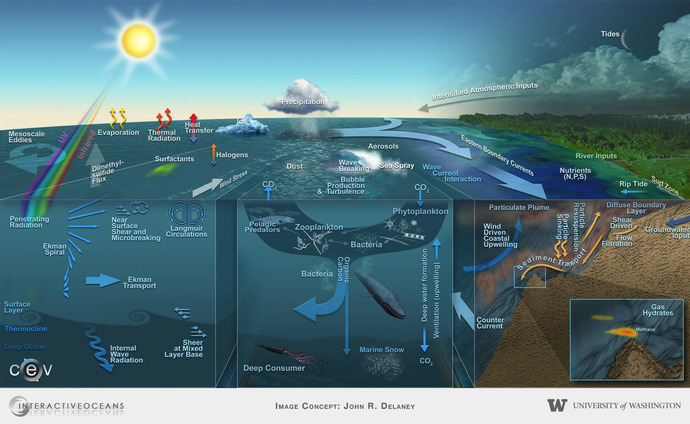 Tides
Intensified Atmospheric Inputs
Precipitation
Mesoscale
Eddies
UV
Infrared
Evaporation
Thermal
Radiation
Heat
Transfer
Ice
Halogens
Surfactants
Dimethyl-
sulfide
Flux
Wind Stress
Dust
Aerosols
Wave
Breaking
Sea Spray
Bubble
Production
& Turbulence
Wave
Current
Interaction
Eastern Boundary Currents
River Inputs
Nutrients
(N,P,S)
Rip Tide
Surf Zone
CO2
CO2
Penetrating
Radiation
Near
Surface
Shear and
Microbreaking
Langmuir
Circulations
Ekman
Spiral
Ekman
Transport
Surface
Layer
Thermocline
Deep Ocean
Internal
Wave
Radiation
Sheer
at Mixed
Layer Base
Pelagic
Predators
Zooplankton
Phytoplankton
Bacteria
Bacteria
Organic
Carbon
Deep water formation
Ventilation (upwelling)
Deep Consumer
Marine Snow
CO2
Particulate Plume
Wind
Driven
Coastal
Upwelling
Counter
Current
Sediment Transport
Particle
Sinking
Particle
Resuspension
Diffuse Boundary
Layer
Shear
Driven
Flow
Filtration
Groundwater
Input
Gas
Hydrates
Methane
cev
INTERACTIVEOCEANS
IMAGE CONCEPT: JOHN R. DELANEY
W UNIVERSITY of WASHINGTON